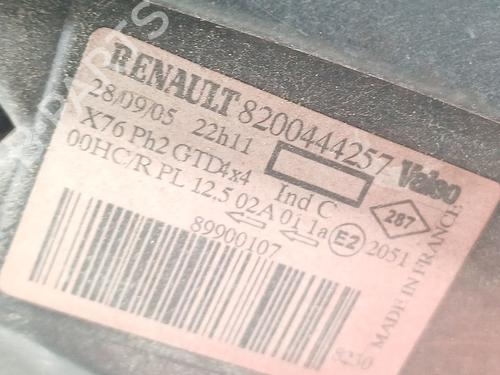 RENAULT 8200444257 Valeo
28/09/05 22h11
X76 Ph2 GTD4x4 Ind C 287
00HC/R PL 12,5 02A 01 1a E2 2051
89900107
MADE IN FRANCE
8230